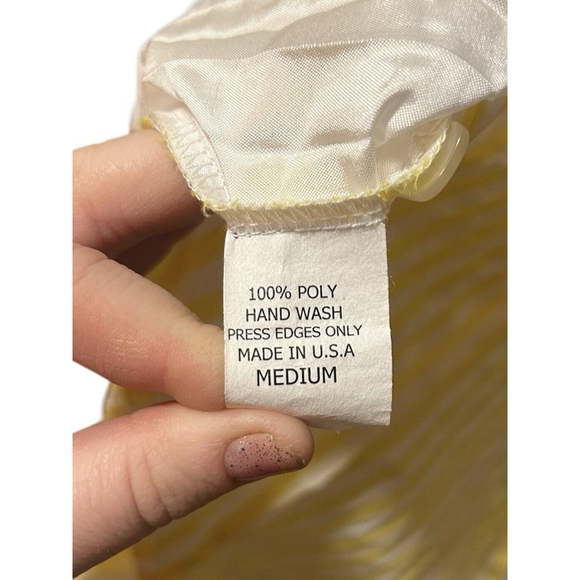 100% POLY
HAND WASH
PRESS EDGES ONLY
MADE IN U.S.A
MEDIUM